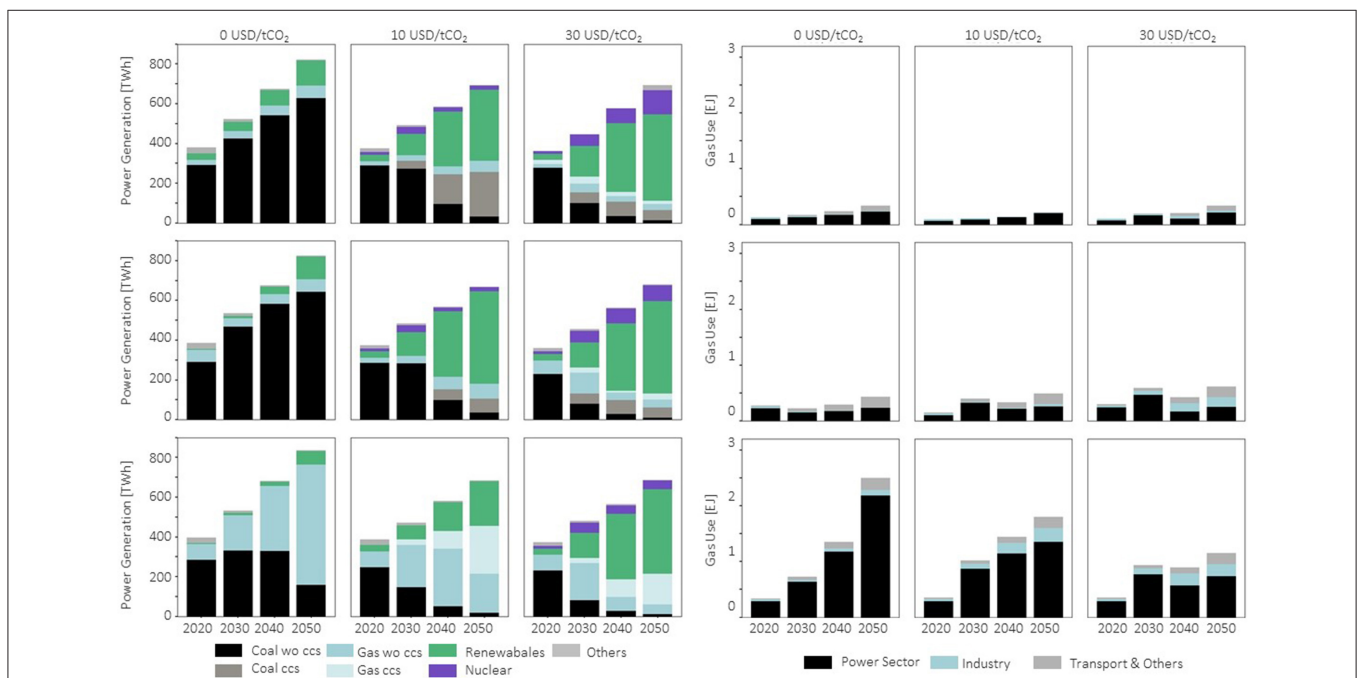 0 USD/tCO₂ 10 USD/tCO₂ 30 USD/tCO₂ 0 USD/tCO₂ 10 USD/tCO₂ 30 USD/tCO₂
Power Generation [TWh]
800
600
400
200
0
Gas Use [EJ]
3
2
1
0
Power Generation [TWh]
800
600
400
200
0
Gas Use [EJ]
3
2
1
0
Power Generation [TWh]
800
600
400
200
0
Gas Use [EJ]
3
2
1
0
2020 2030 2040 2050 2020 2030 2040 2050 2020 2030 2040 2050 2020 2030 2040 2050 2020 2030 2040 2050 2020 2030 2040 2050
Coal wo ccs Gas wo ccs Renewabales Others
Coal ccs Gas ccs Nuclear
Power Sector Industry Transport & Others